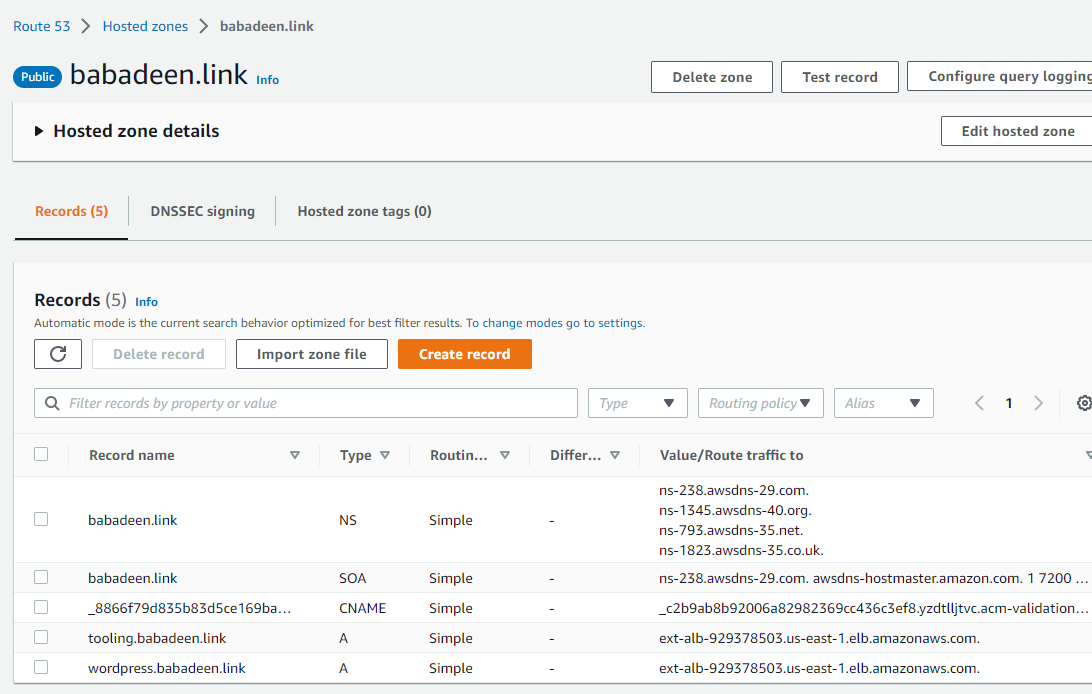 Route 53 Hosted zones babadeen.link
Public babadeen.link Info
Delete zone Test record Configure query logging
Hosted zone details Edit hosted zone
Records (5) DNSSEC signing Hosted zone tags (0)
Records (5) Info
Automatic mode is the current search behavior optimized for best filter results. To change modes go to settings.
Delete record Import zone file Create record
Filter records by property or value Type Routing policy Alias 1
Record name Type Routin... Differ... Value/Route traffic to
babadeen.link NS Simple - ns-238.awsdns-29.com.
ns-1345.awsdns-40.org.
ns-793.awsdns-35.net.
ns-1823.awsdns-35.co.uk.
babadeen.link SOA Simple - ns-238.awsdns-29.com. awsdns-hostmaster.amazon.com. 1 7200 ...
_8866f79d835b83d5ce169ba... CNAME Simple - _c2b9ab8b92006a82982369cc436c3ef8.yzdtlljtvc.acm-validation...
tooling.babadeen.link A Simple - ext-alb-929378503.us-east-1.elb.amazonaws.com.
wordpress.babadeen.link A Simple - ext-alb-929378503.us-east-1.elb.amazonaws.com.